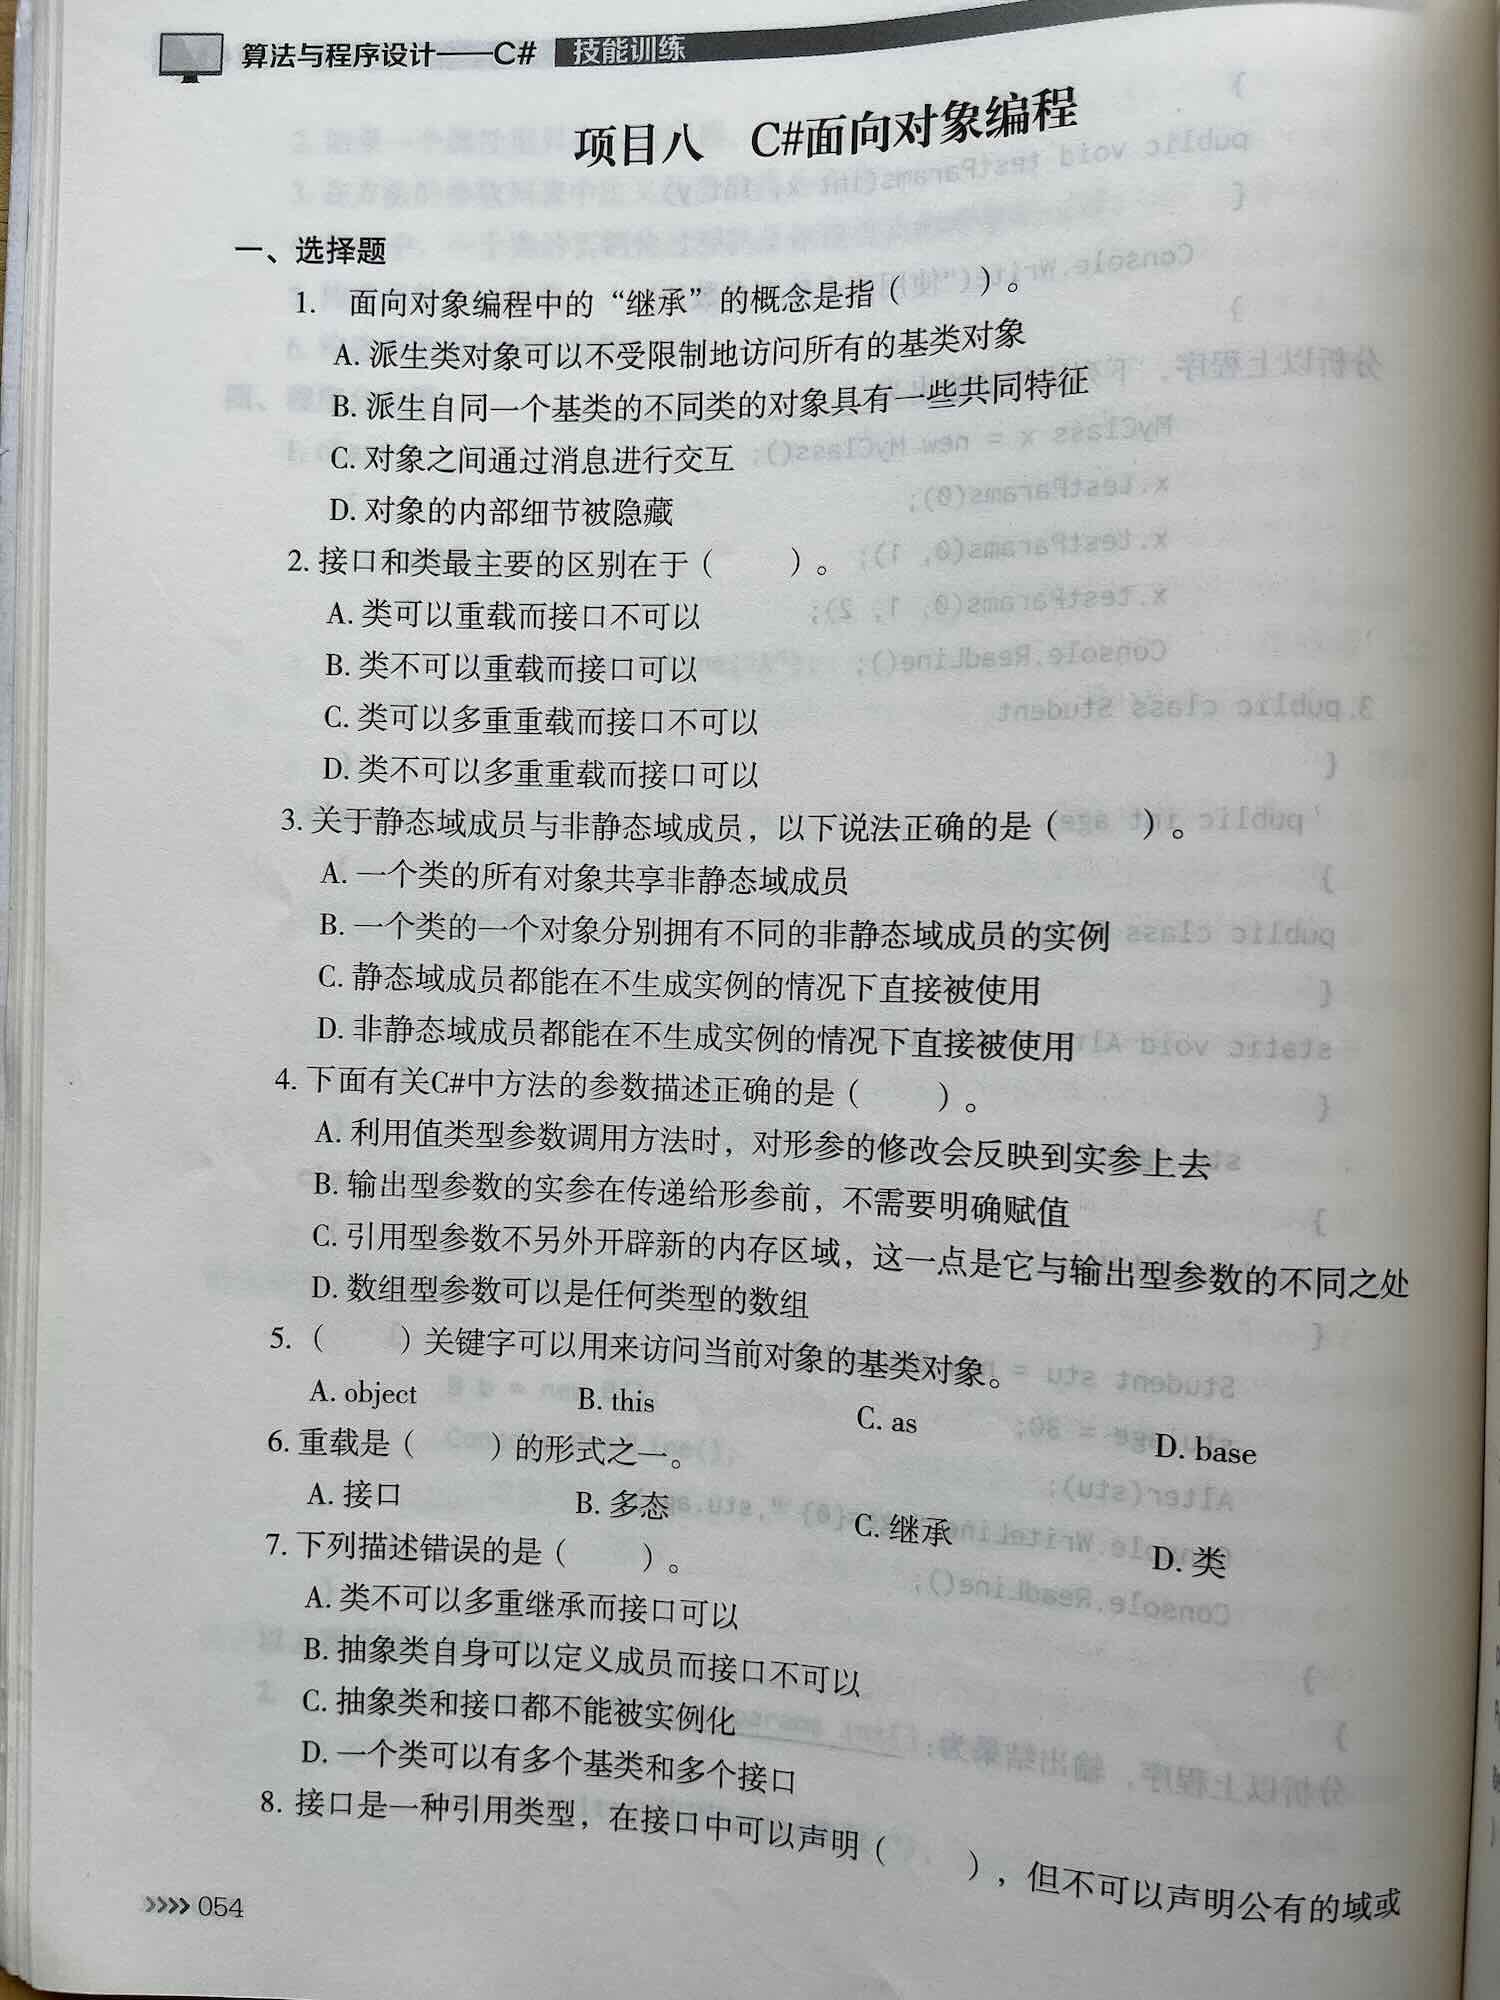 算法与程序设计——C# 技能训练
项目八 C#面向对象编程
一、选择题
1. 面向对象编程中的“继承”的概念是指( )。
A. 派生类对象可以不受限制地访问所有的基类对象
B. 派生自同一个基类的不同类的对象具有一些共同特征
C. 对象之间通过消息进行交互
D. 对象的内部细节被隐藏
2. 接口和类最主要的区别在于( )。
A. 类可以重载而接口不可以
B. 类不可以重载而接口可以
C. 类可以多重重载而接口不可以
D. 类不可以多重重载而接口可以
3. 关于静态域成员与非静态域成员，以下说法正确的是( )。
A. 一个类的所有对象共享非静态域成员
B. 一个类的一个对象分别拥有不同的非静态域成员的实例
C. 静态域成员都能在不生成实例的情况下直接被使用
D. 非静态域成员都能在不生成实例的情况下直接被使用
4. 下面有关C#中方法的参数描述正确的是( )。
A. 利用值类型参数调用方法时，对形参的修改会反映到实参上去
B. 输出型参数的实参在传递给形参前，不需要明确赋值
C. 引用型参数不另外开辟新的内存区域，这一点是它与输出型参数的不同之处
D. 数组型参数可以是任何类型的数组
5. ( )关键字可以用来访问当前对象的基类对象。
A. object B. this C. as D. base
6. 重载是( )的形式之一。
A. 接口 B. 多态 C. 继承 D. 类
7. 下列描述错误的是( )。
A. 类不可以多重继承而接口可以
B. 抽象类自身可以定义成员而接口不可以
C. 抽象类和接口都不能被实例化
D. 一个类可以有多个基类和多个接口
8. 接口是一种引用类型，在接口中可以声明( )，但不可以声明公有的域或
>>>> 054